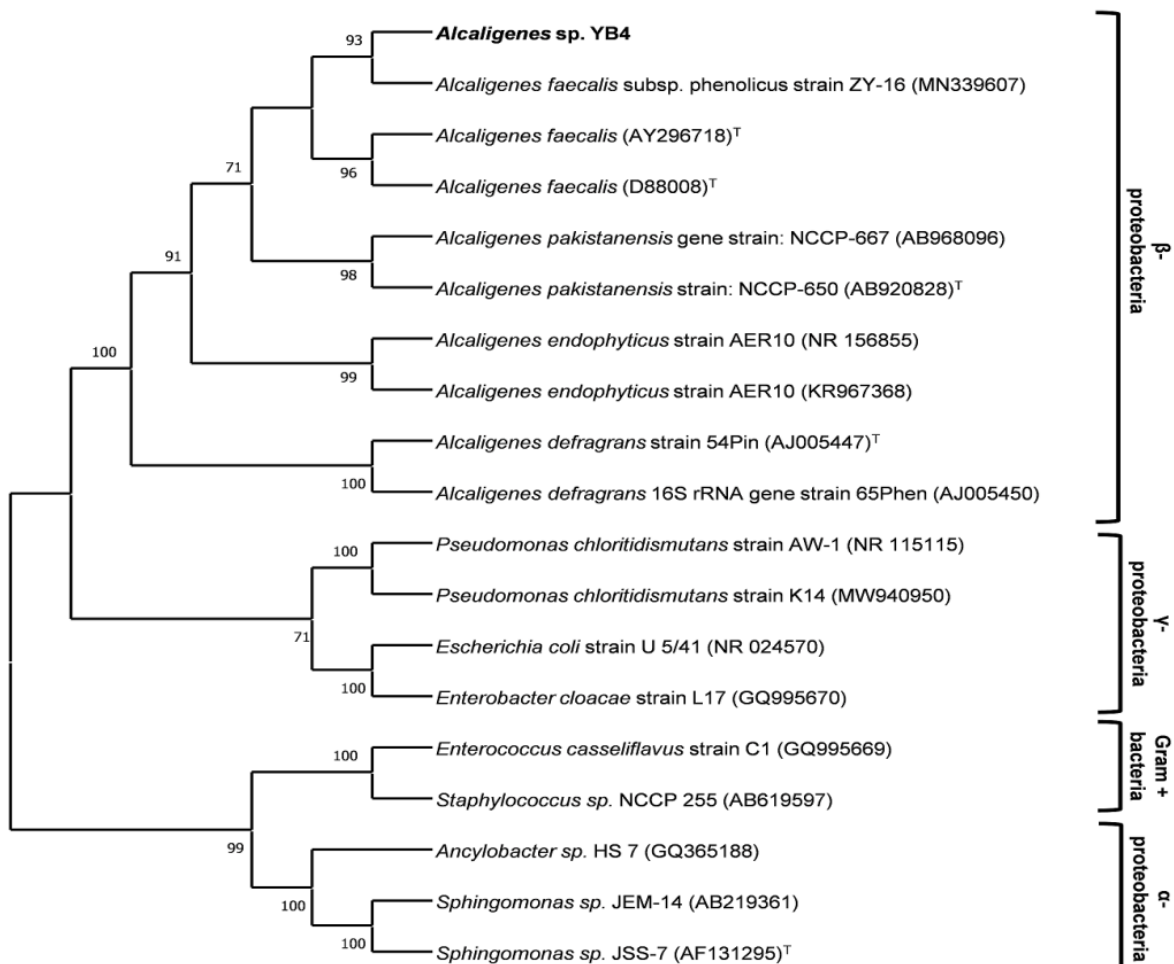 93
Alcaligenes sp. YB4
Alcaligenes faecalis subsp. phenolicus strain ZY-16 (MN339607)
Alcaligenes faecalis (AY296718)ᵀ
71
96
Alcaligenes faecalis (D88008)ᵀ
Alcaligenes pakistanensis gene strain: NCCP-667 (AB968096)
91
98
Alcaligenes pakistanensis strain: NCCP-650 (AB920828)ᵀ
Alcaligenes endophyticus strain AER10 (NR 156855)
100
99
Alcaligenes endophyticus strain AER10 (KR967368)
Alcaligenes defragrans strain 54Pin (AJ005447)ᵀ
100
Alcaligenes defragrans 16S rRNA gene strain 65Phen (AJ005450)
β-
proteobacteria
100
Pseudomonas chloritidismutans strain AW-1 (NR 115115)
Pseudomonas chloritidismutans strain K14 (MW940950)
71
Escherichia coli strain U 5/41 (NR 024570)
100
Enterobacter cloacae strain L17 (GQ995670)
γ-
proteobacteria
100
Enterococcus casseliflavus strain C1 (GQ995669)
Staphylococcus sp. NCCP 255 (AB619597)
Gram +
bacteria
99
Ancylobacter sp. HS 7 (GQ365188)
100
Sphingomonas sp. JEM-14 (AB219361)
100
Sphingomonas sp. JSS-7 (AF131295)ᵀ
α-
proteobacteria